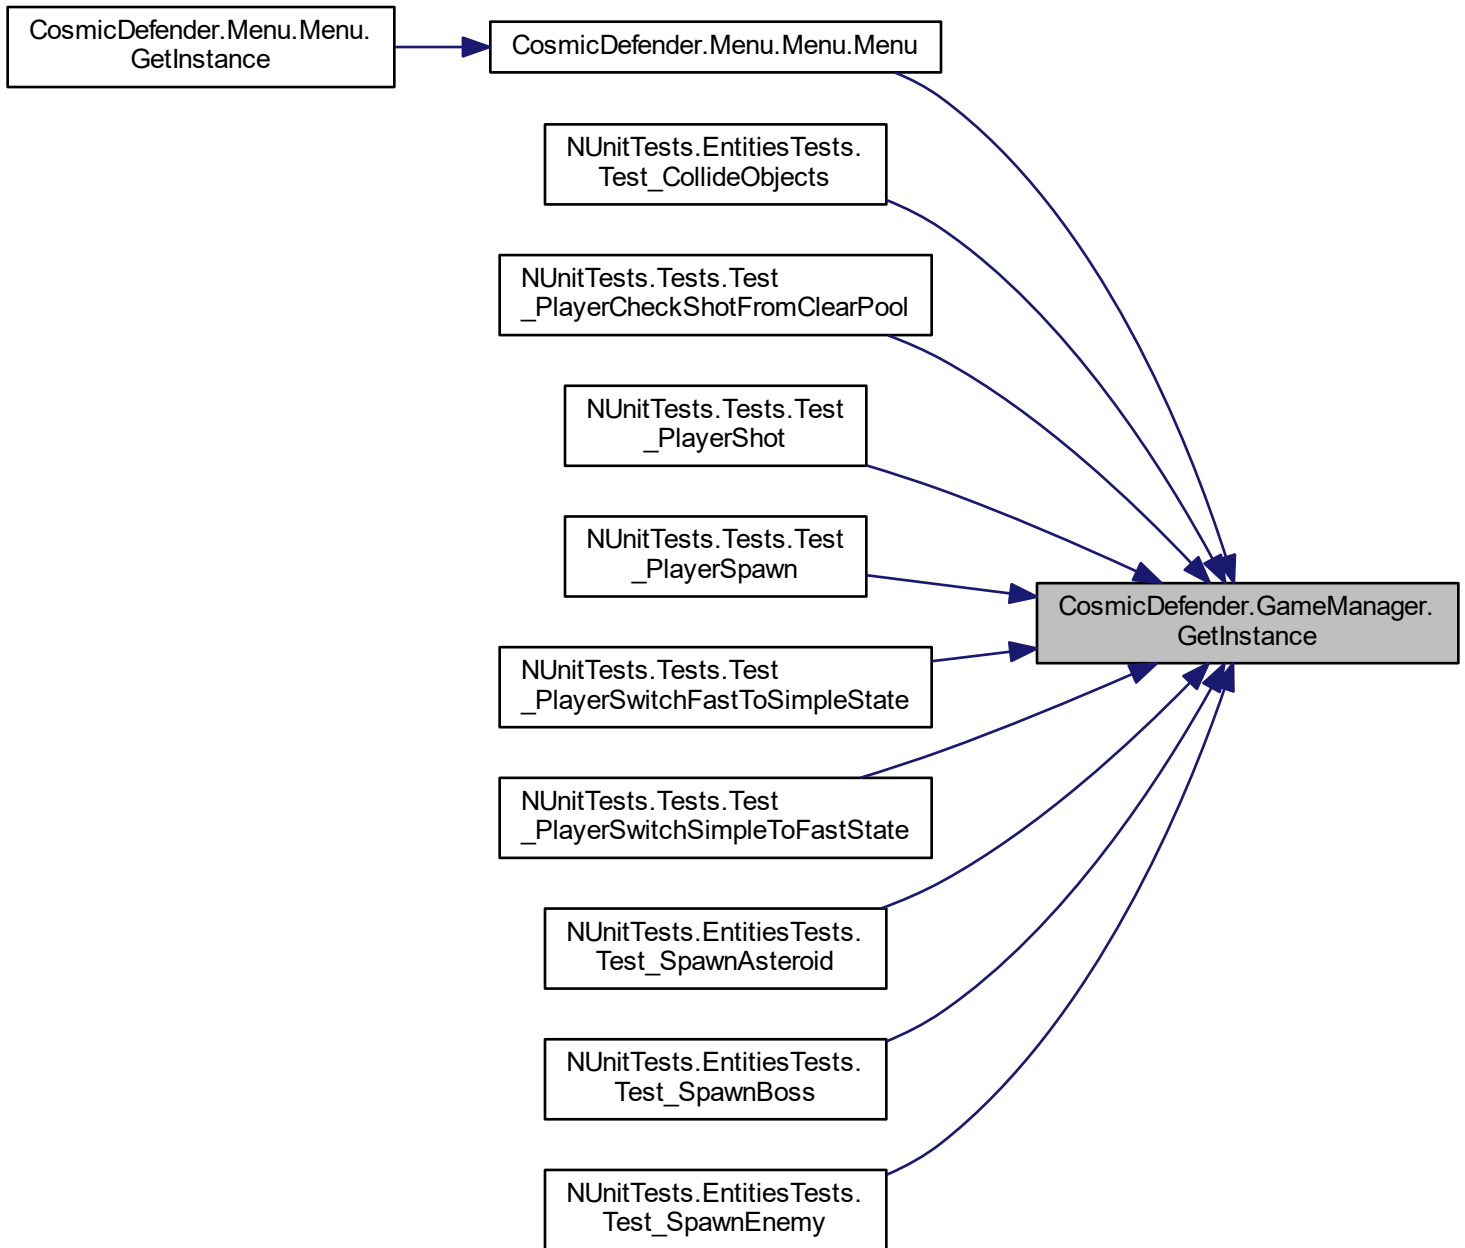 CosmicDefender.Menu.Menu.
GetInstance
CosmicDefender.Menu.Menu.Menu
NUnitTests.EntitiesTests.
Test_CollideObjects
NUnitTests.Tests.Test
_PlayerCheckShotFromClearPool
NUnitTests.Tests.Test
_PlayerShot
NUnitTests.Tests.Test
_PlayerSpawn
CosmicDefender.GameManager.
GetInstance
NUnitTests.Tests.Test
_PlayerSwitchFastToSimpleState
NUnitTests.Tests.Test
_PlayerSwitchSimpleToFastState
NUnitTests.EntitiesTests.
Test_SpawnAsteroid
NUnitTests.EntitiesTests.
Test_SpawnBoss
NUnitTests.EntitiesTests.
Test_SpawnEnemy